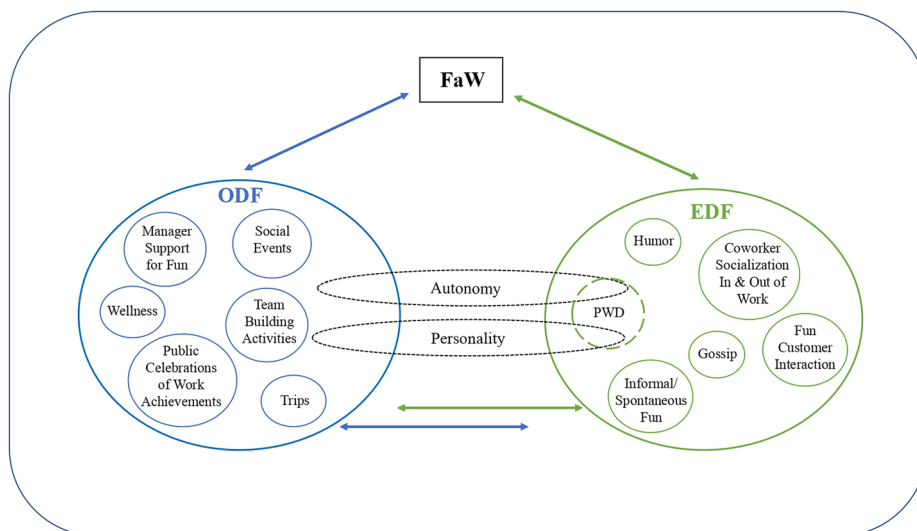 FaW
ODF
Manager
Support
for Fun
Social
Events
Wellness
Team
Building
Activities
Public
Celebrations
of Work
Achievements
Trips
Autonomy
Personality
EDF
Humor
Coworker
Socialization
In & Out of
Work
PWD
Gossip
Fun
Customer
Interaction
Informal/
Spontaneous
Fun